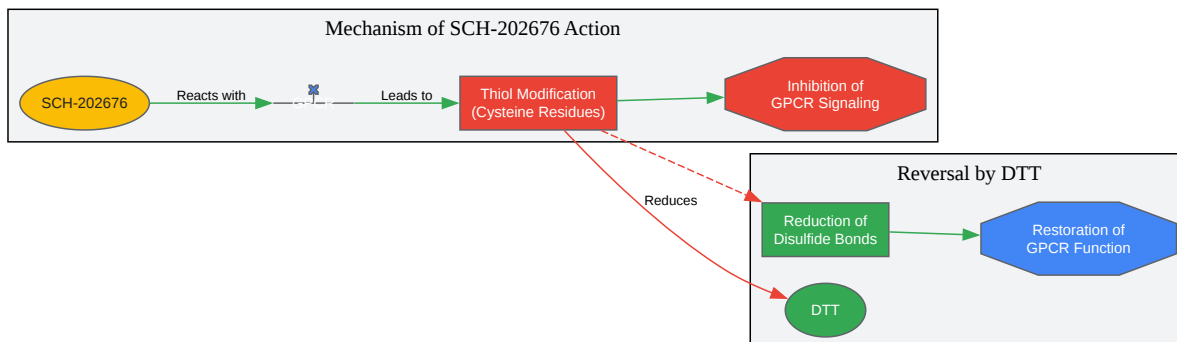 Mechanism of SCH-202676 Action
SCH-202676
Reacts with
Leads to
Thiol Modification
(Cysteine Residues)
Inhibition of
GPCR Signaling
Reversal by DTT
Reduces
Reduction of
Disulfide Bonds
Restoration of
GPCR Function
DTT